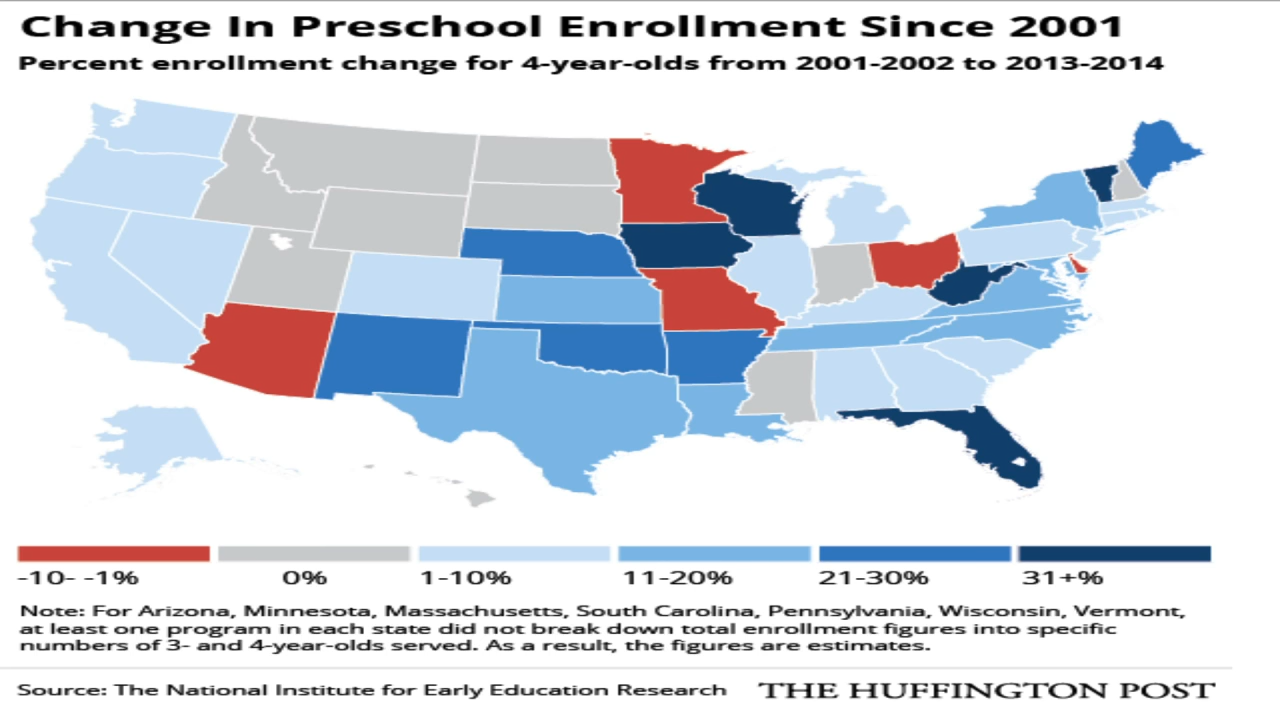 Change In Preschool Enrollment Since 2001
Percent enrollment change for 4-year-olds from 2001-2002 to 2013-2014
-10- -1% 0% 1-10% 11-20% 21-30% 31+%
Note: For Arizona, Minnesota, Massachusetts, South Carolina, Pennsylvania, Wisconsin, Vermont,
at least one program in each state did not break down total enrollment figures into specific
numbers of 3- and 4-year-olds served. As a result, the figures are estimates.
Source: The National Institute for Early Education Research THE HUFFINGTON POST